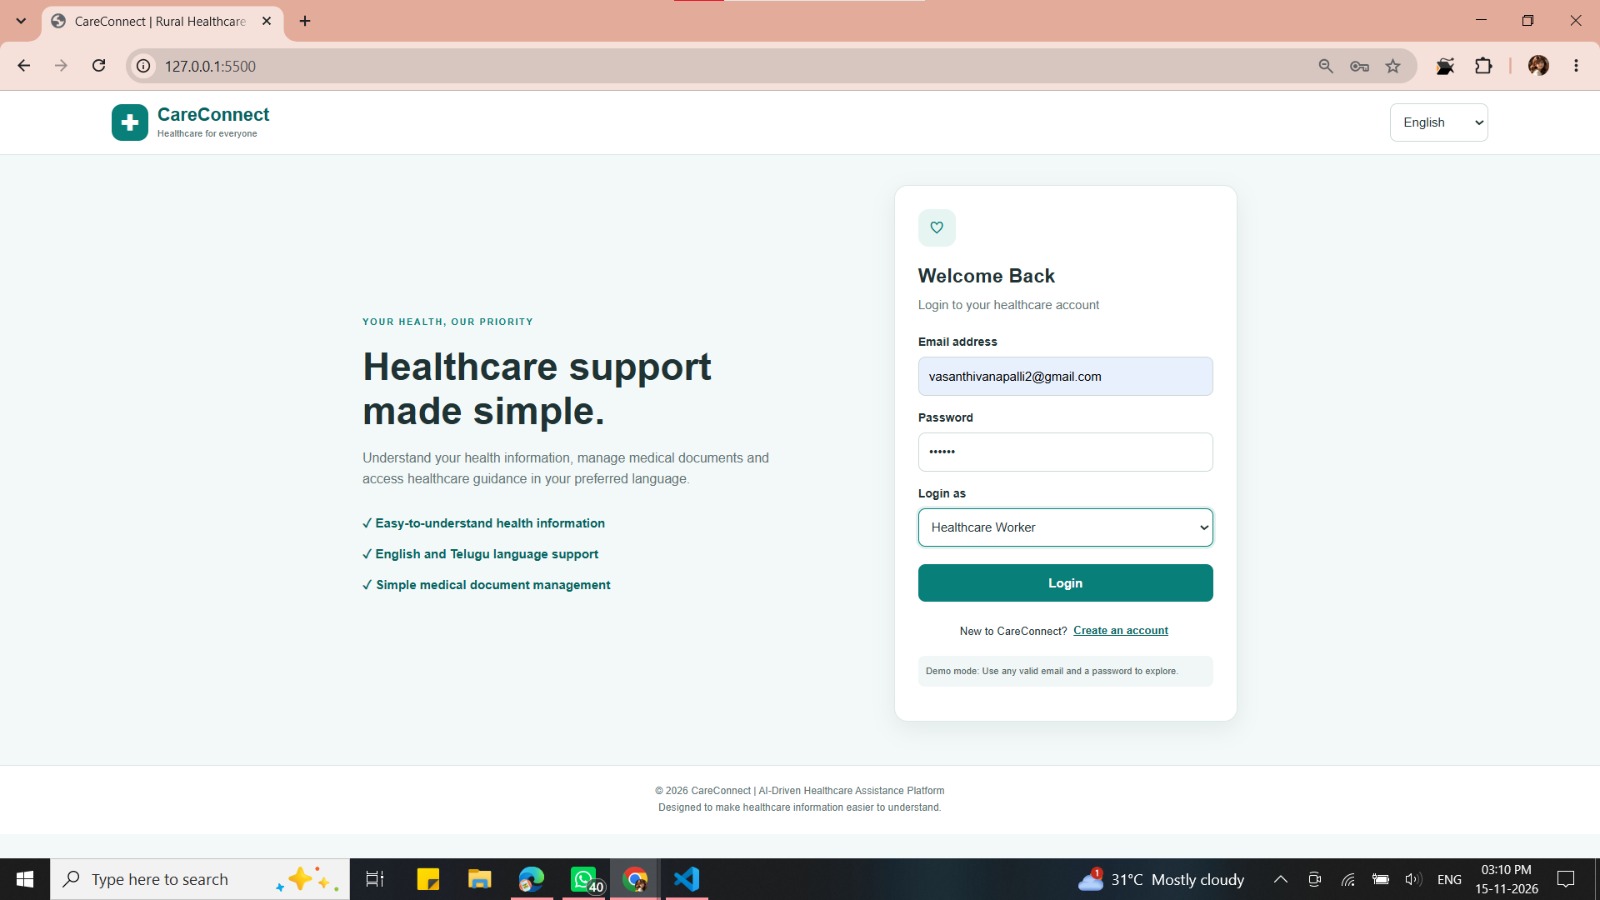 CareConnect | Rural Healthcare
127.0.0.1:5500
CareConnect
Healthcare for everyone
English
YOUR HEALTH, OUR PRIORITY
Healthcare support
made simple.
Understand your health information, manage medical documents and
access healthcare guidance in your preferred language.
✓ Easy-to-understand health information
✓ English and Telugu language support
✓ Simple medical document management
Welcome Back
Login to your healthcare account
Email address
vasanthivanapalli2@gmail.com
Password
••••••
Login as
Healthcare Worker
Login
New to CareConnect? Create an account
Demo mode: Use any valid email and a password to explore.
© 2026 CareConnect | AI-Driven Healthcare Assistance Platform
Designed to make healthcare information easier to understand.
Type here to search
40
1
31°C Mostly cloudy
ENG
03:10 PM
15-11-2026